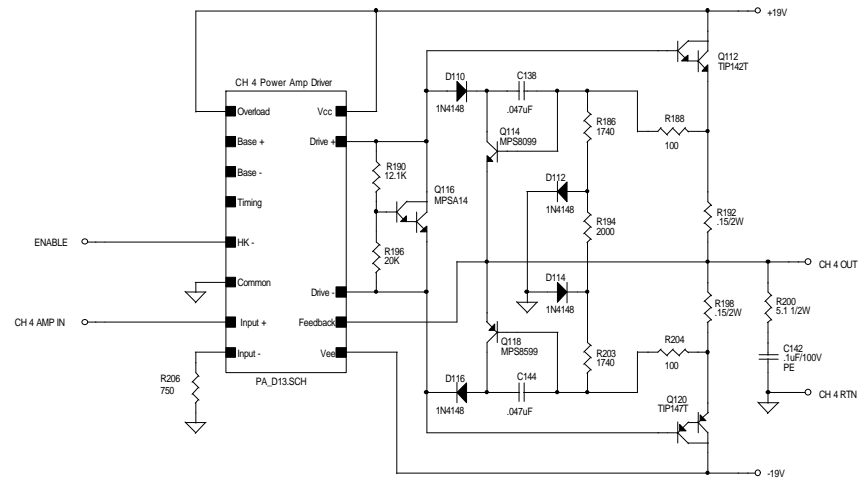 +19V
Q112
TIP142T
D110
1N4148
C138
.047uF
CH 4 Power Amp Driver
Overload
Vcc
Base +
Drive +
Base -
Timing
HK -
Common
Drive -
Input +
Feedback
Input -
Vee
PA_D13.SCH
ENABLE
CH 4 AMP IN
R206
750
R190
12.1K
Q116
MPSA14
R196
20K
Q114
MPS8099
R186
1740
R188
100
D112
1N4148
R194
2000
R192
.15/2W
CH 4 OUT
D114
1N4148
R198
.15/2W
R200
5.1 1/2W
Q118
MPS8599
R203
1740
R204
100
C142
.1uF/100V
PE
CH 4 RTN
D116
1N4148
C144
.047uF
Q120
TIP147T
-19V